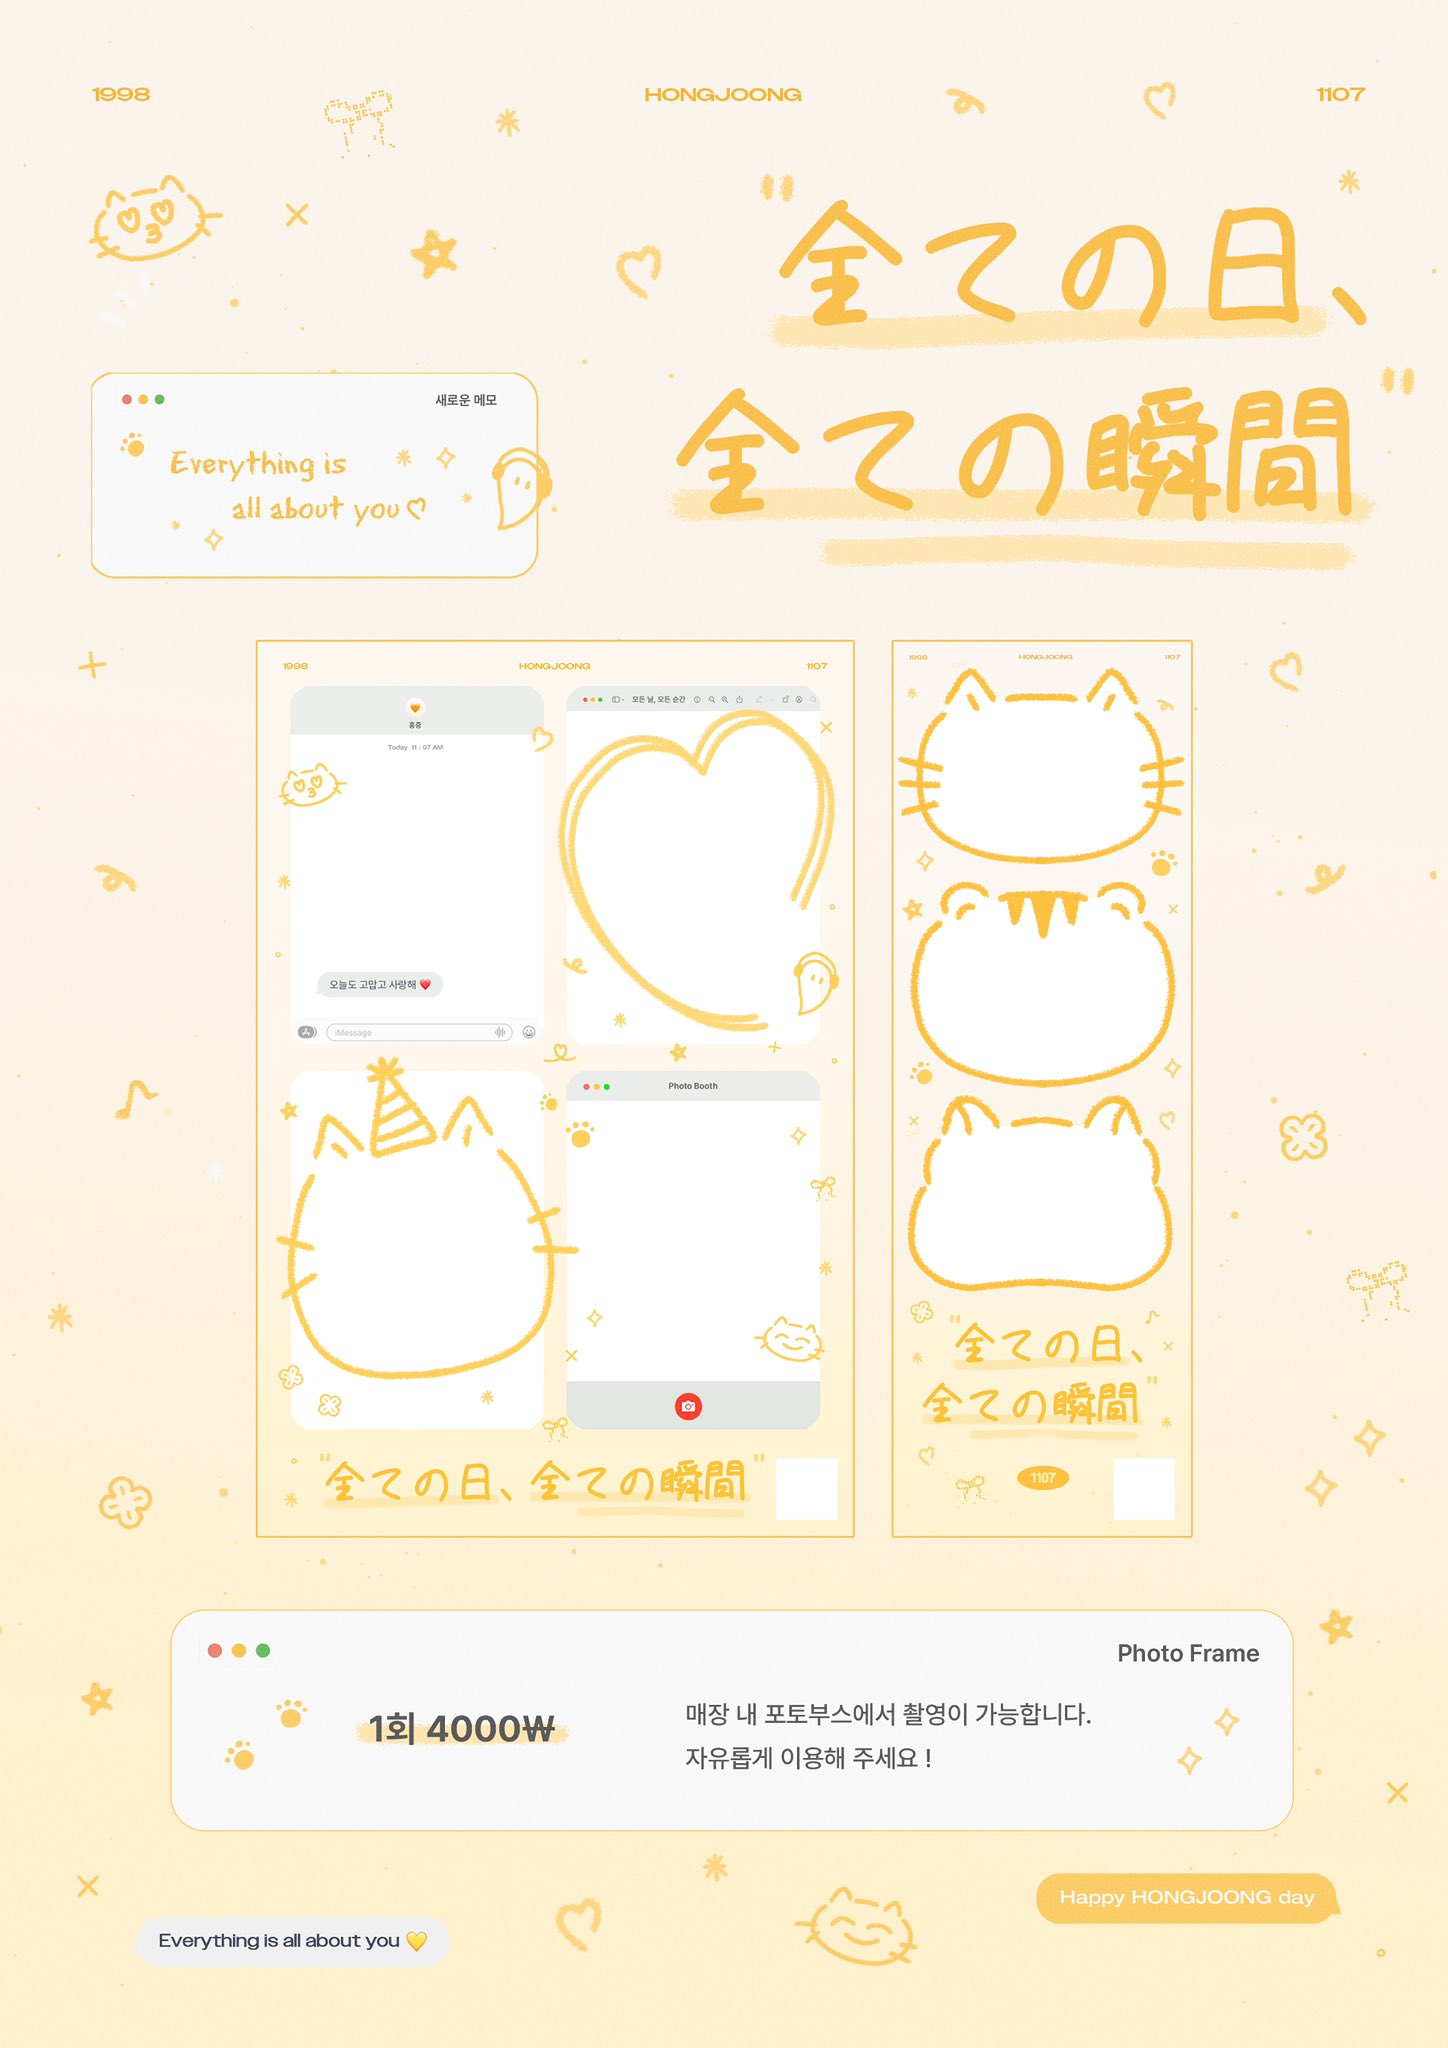 1998
HONGJOONG
1107
"全ての日、
全ての瞬間"
새로운 메모
Everything is
all about you♡
1998
HONGJOONG
1107
홍중
Today 11 : 07 AM
오늘도 고맙고 사랑해 ❤️
iMessage
모든 날, 모든 순간
Photo Booth
"全ての日、全ての瞬間"
1998
HONGJOONG
1107
"全ての日、
全ての瞬間"
1107
Photo Frame
1회 4000₩
매장 내 포토부스에서 촬영이 가능합니다.
자유롭게 이용해 주세요 !
Happy HONGJOONG day
Everything is all about you 💛